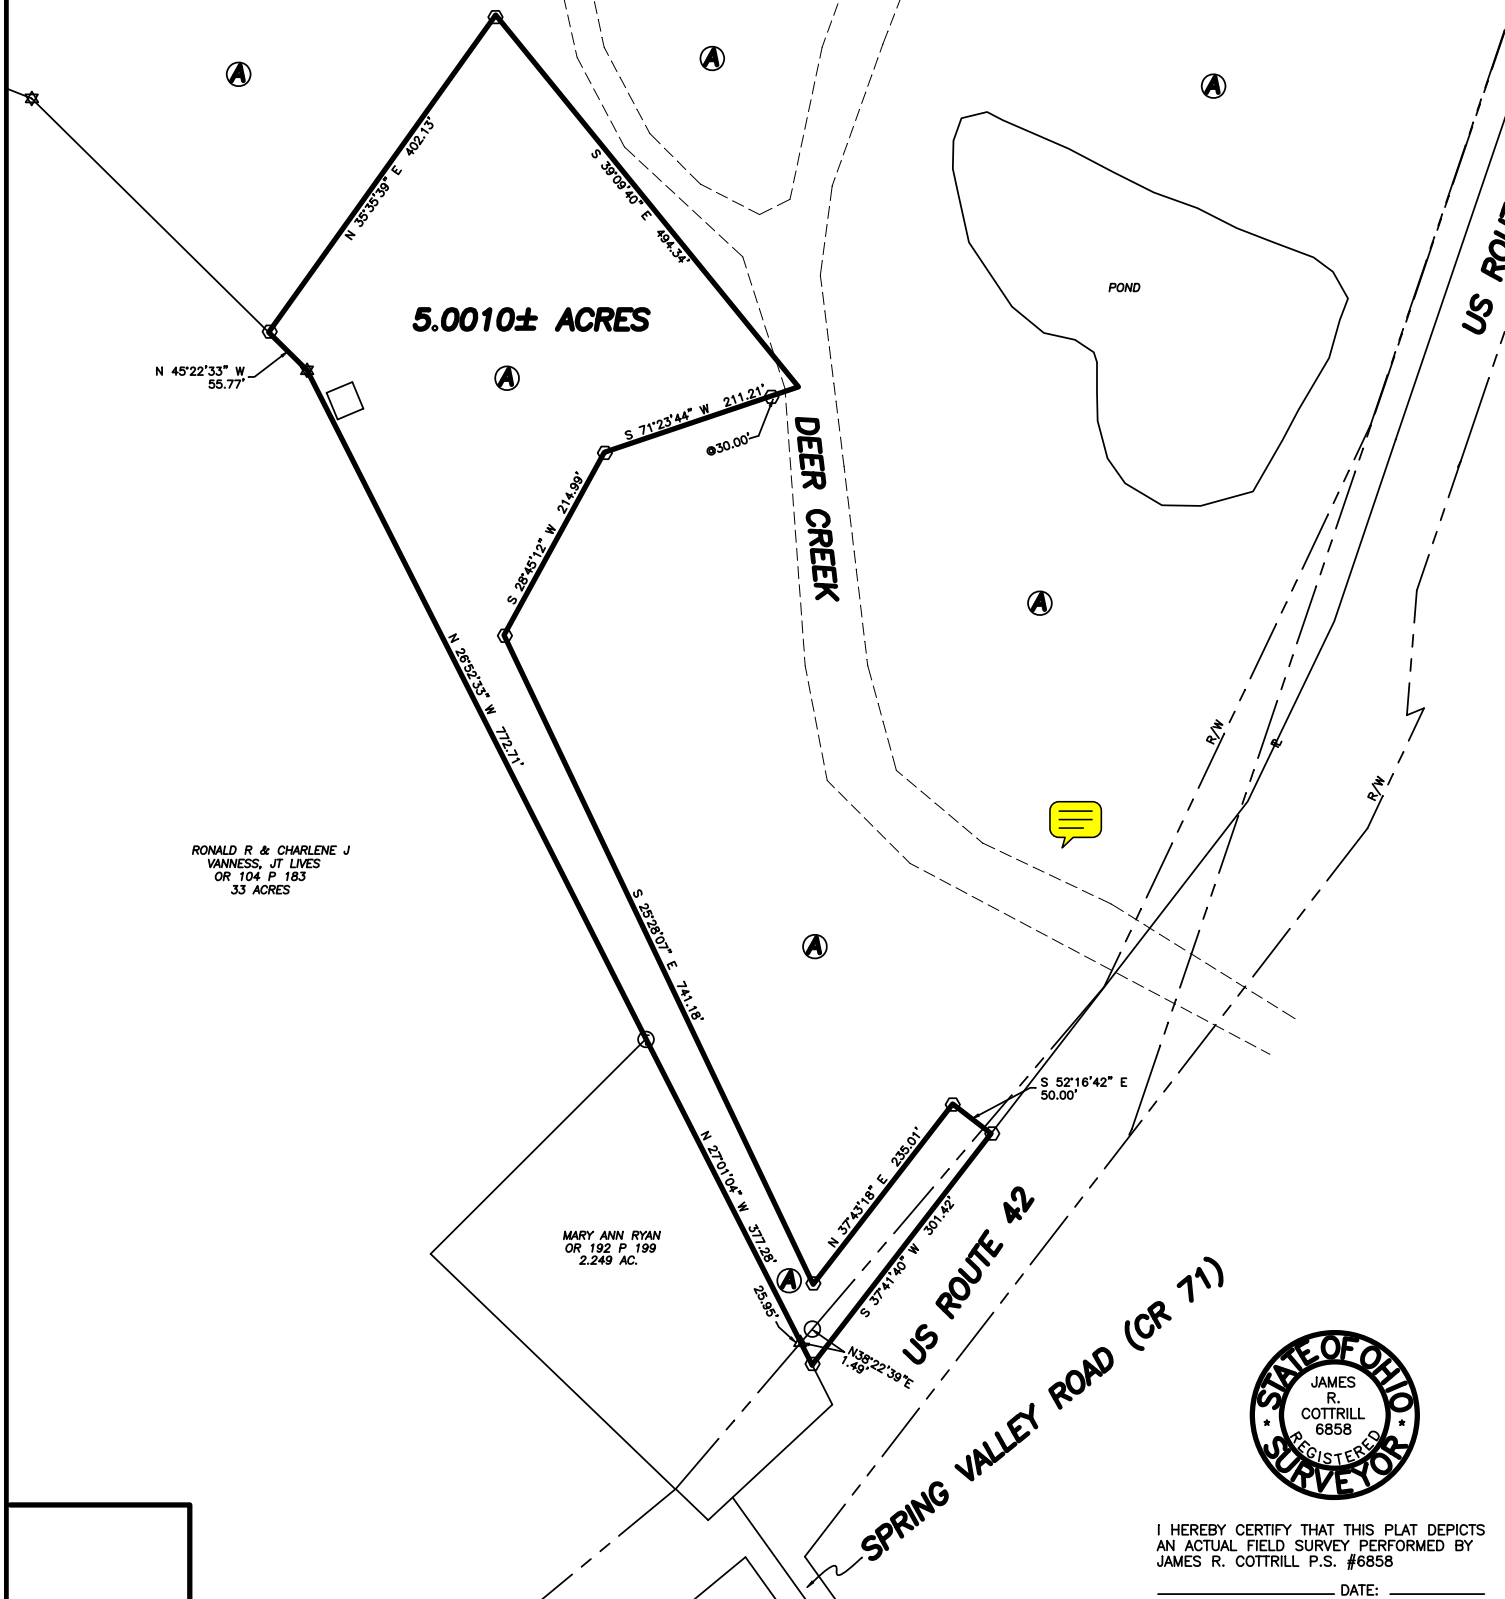 A
A
A
N 35°35'39" E 402.13'
S 39°09'40" E 494.34'
US ROUT
POND
5.0010± ACRES
N 45°22'33" W
55.77'
A
S 71°23'44" W 211.21'
@30.00'
DEER CREEK
S 28°45'12" W 214.99'
A
N 26°52'33" W 772.71'
R/W
R/W
RONALD R & CHARLENE J
VANNESS, JT LIVES
OR 104 P 183
33 ACRES
S 25°28'07" E 741.18'
A
S 52°16'42" E
50.00'
N 27°01'04" W 377.28'
N 37°43'18" E 235.01'
S 37°41'40" W 301.42'
US ROUTE 42
MARY ANN RYAN
OR 192 P 199
2.249 AC.
A
25.95'
N38°22'39"E
1.49'
SPRING VALLEY ROAD (CR 71)
STATE OF OHIO
JAMES
R.
COTTRILL
6858
REGISTERED
* SURVEYOR *
I HEREBY CERTIFY THAT THIS PLAT DEPICTS
AN ACTUAL FIELD SURVEY PERFORMED BY
JAMES R. COTTRILL P.S. #6858
DATE: